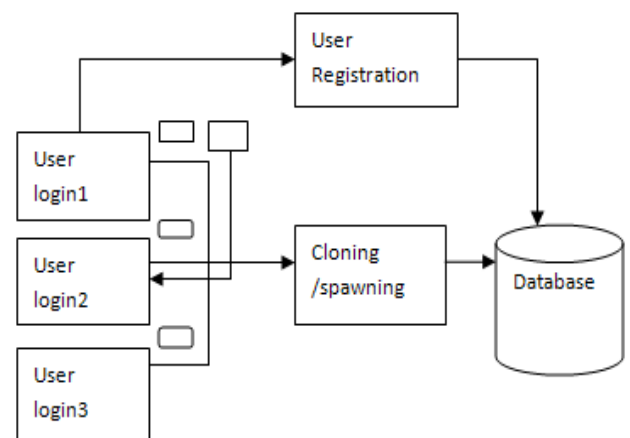 User
Registration
User
login1
User
login2
Cloning
/spawning
Database
User
login3